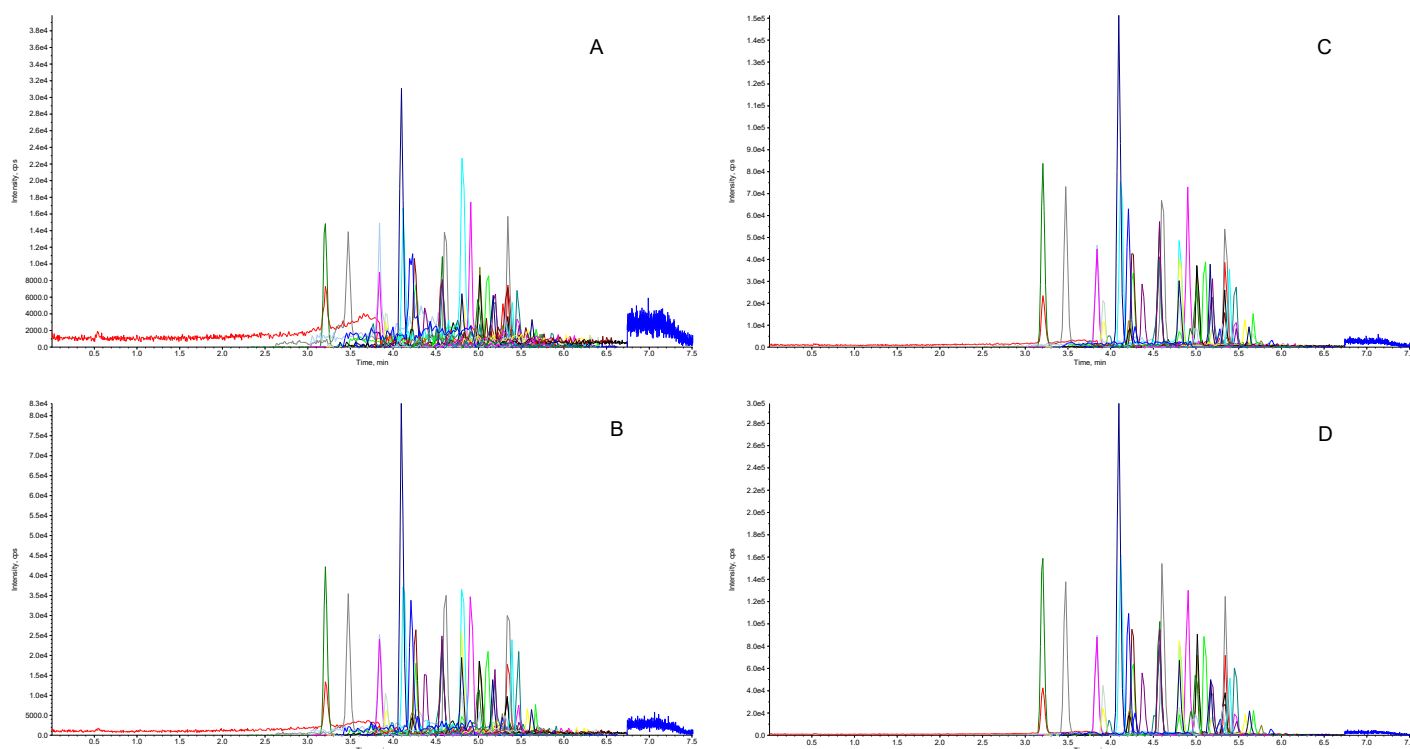 A
Intensity, cps
3.8e4
3.6e4
3.4e4
3.2e4
3.0e4
2.8e4
2.6e4
2.4e4
2.2e4
2.0e4
1.8e4
1.6e4
1.4e4
1.2e4
1.0e4
8000.0
6000.0
4000.0
2000.0
0.0
0.5 1.0 1.5 2.0 2.5 3.0 3.5 4.0 4.5 5.0 5.5 6.0 6.5 7.0 7.5
Time, min
C
Intensity, cps
1.5e5
1.4e5
1.3e5
1.2e5
1.1e5
1.0e5
9.0e4
8.0e4
7.0e4
6.0e4
5.0e4
4.0e4
3.0e4
2.0e4
1.0e4
0.0
0.5 1.0 1.5 2.0 2.5 3.0 3.5 4.0 4.5 5.0 5.5 6.0 6.5 7.0
Time, min
B
Intensity, cps
8.3e4
8.0e4
7.5e4
7.0e4
6.5e4
6.0e4
5.5e4
5.0e4
4.5e4
4.0e4
3.5e4
3.0e4
2.5e4
2.0e4
1.5e4
1.0e4
5000.0
0.0
0.5 1.0 1.5 2.0 2.5 3.0 3.5 4.0 4.5 5.0 5.5 6.0 6.5 7.0 7.5
D
Intensity, cps
3.0e5
2.8e5
2.6e5
2.4e5
2.2e5
2.0e5
1.8e5
1.6e5
1.4e5
1.2e5
1.0e5
8.0e4
6.0e4
4.0e4
2.0e4
0.0
0.5 1.0 1.5 2.0 2.5 3.0 3.5 4.0 4.5 5.0 5.5 6.0 6.5 7.0